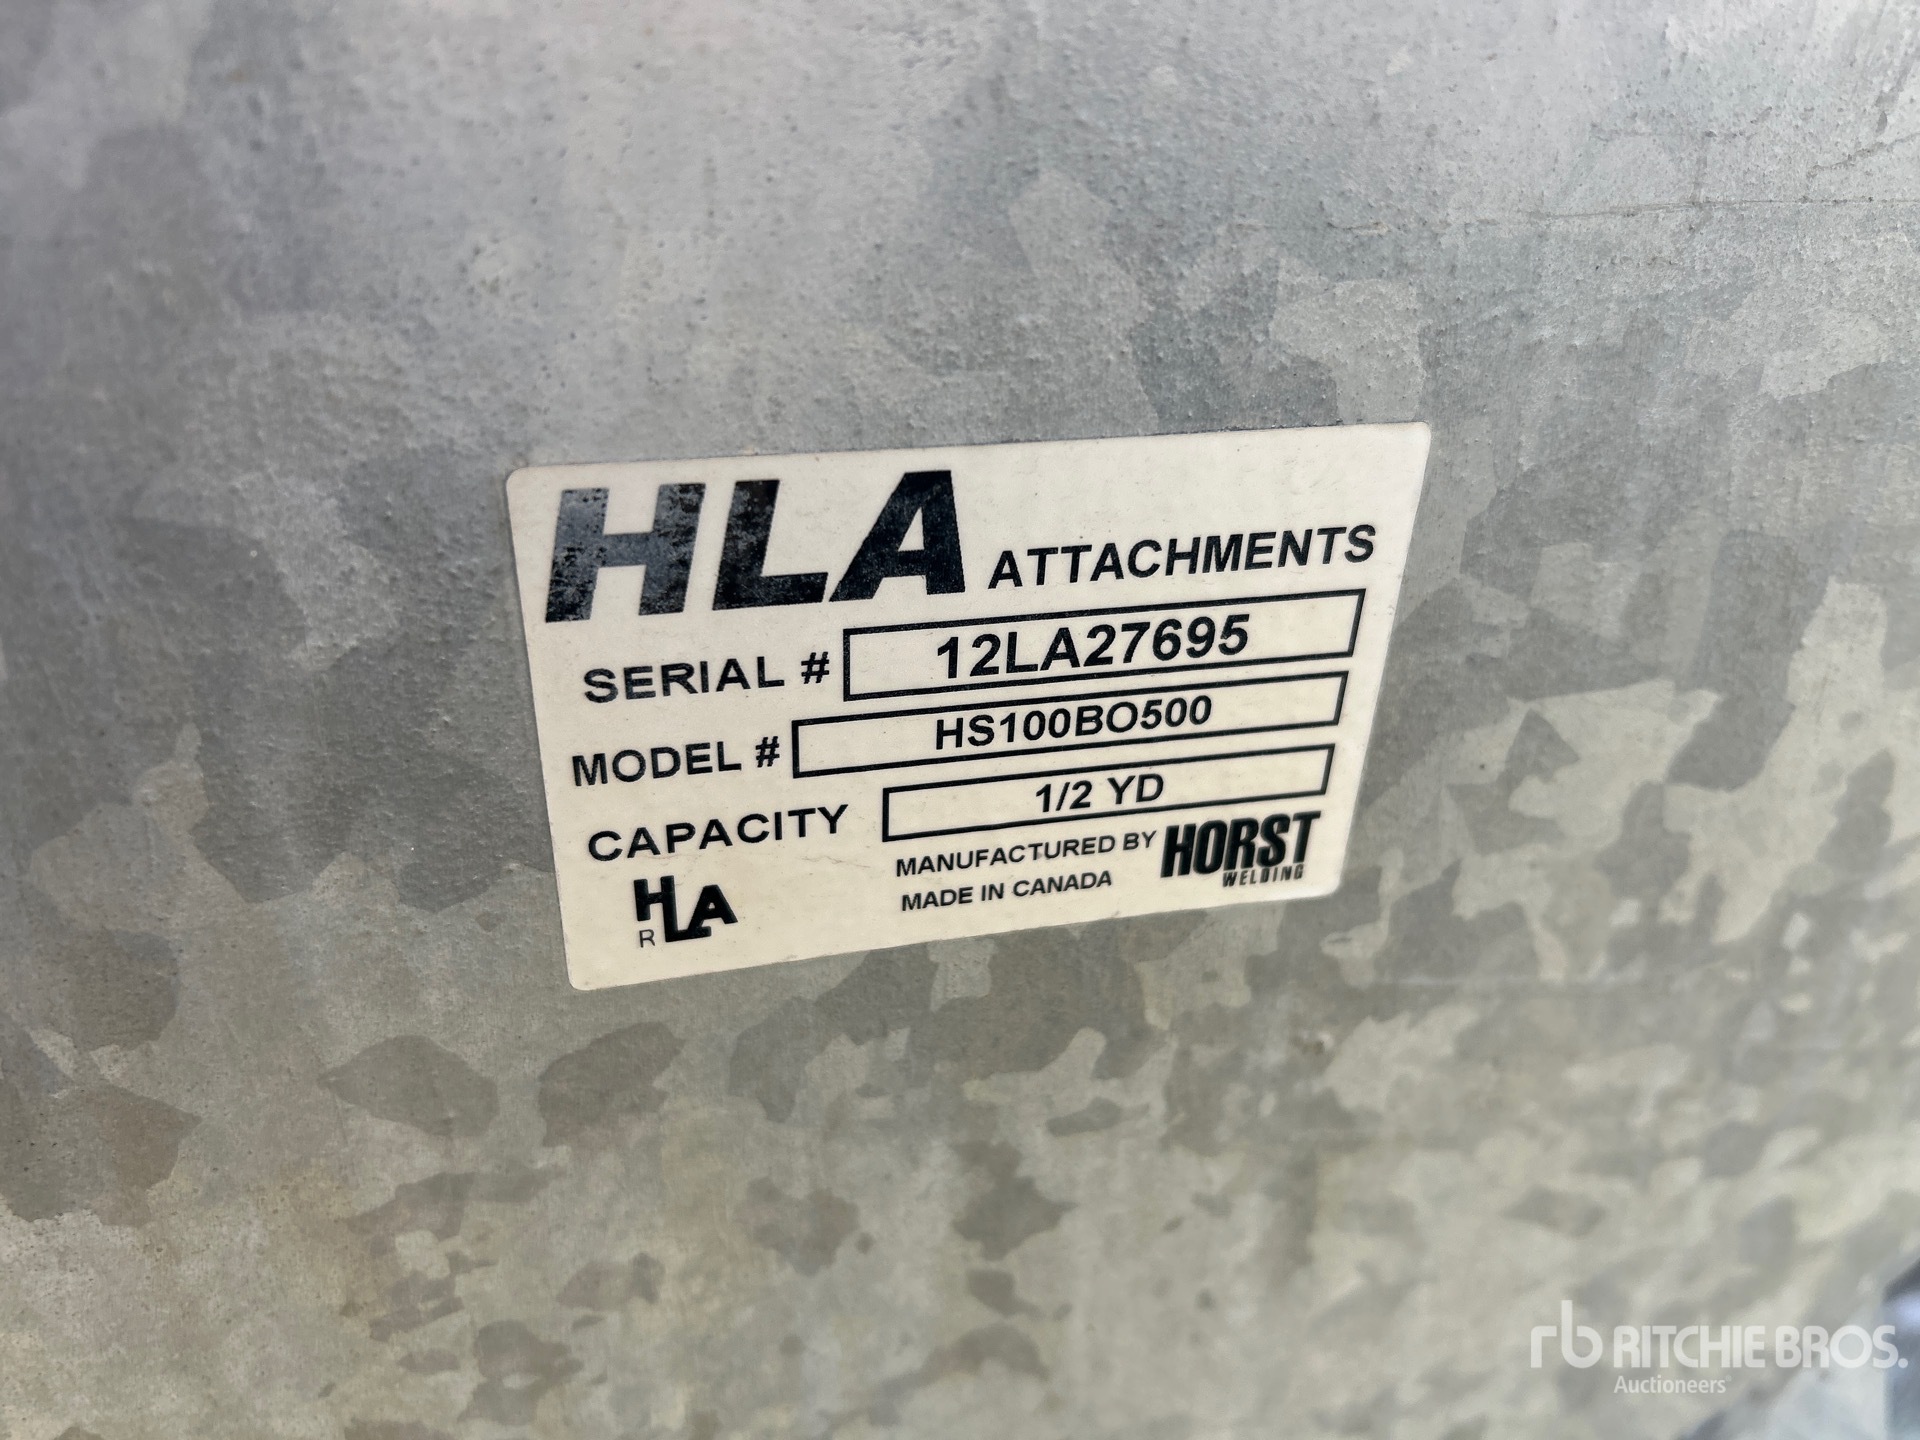 HLA ATTACHMENTS
SERIAL # 12LA27695
MODEL # HS100BO500
CAPACITY 1/2 YD
MANUFACTURED BY HORST
WELDING
MADE IN CANADA
HLA
R
rb RITCHIE BROS.
Auctioneers